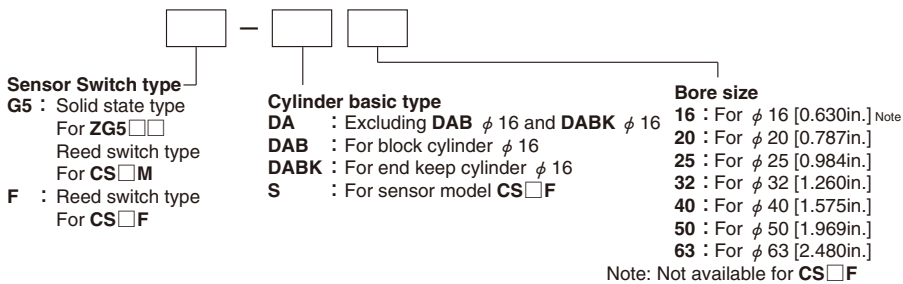 Sensor Switch type
G5 : Solid state type
For ZG5□□
Reed switch type
For CS□M
F : Reed switch type
For CS□F
Cylinder basic type
DA : Excluding DAB φ 16 and DABK φ 16
DAB : For block cylinder φ 16
DABK : For end keep cylinder φ 16
S : For sensor model CS□F
Bore size
16 : For φ 16 [0.630in.] Note
20 : For φ 20 [0.787in.]
25 : For φ 25 [0.984in.]
32 : For φ 32 [1.260in.]
40 : For φ 40 [1.575in.]
50 : For φ 50 [1.969in.]
63 : For φ 63 [2.480in.]
Note: Not available for CS□F